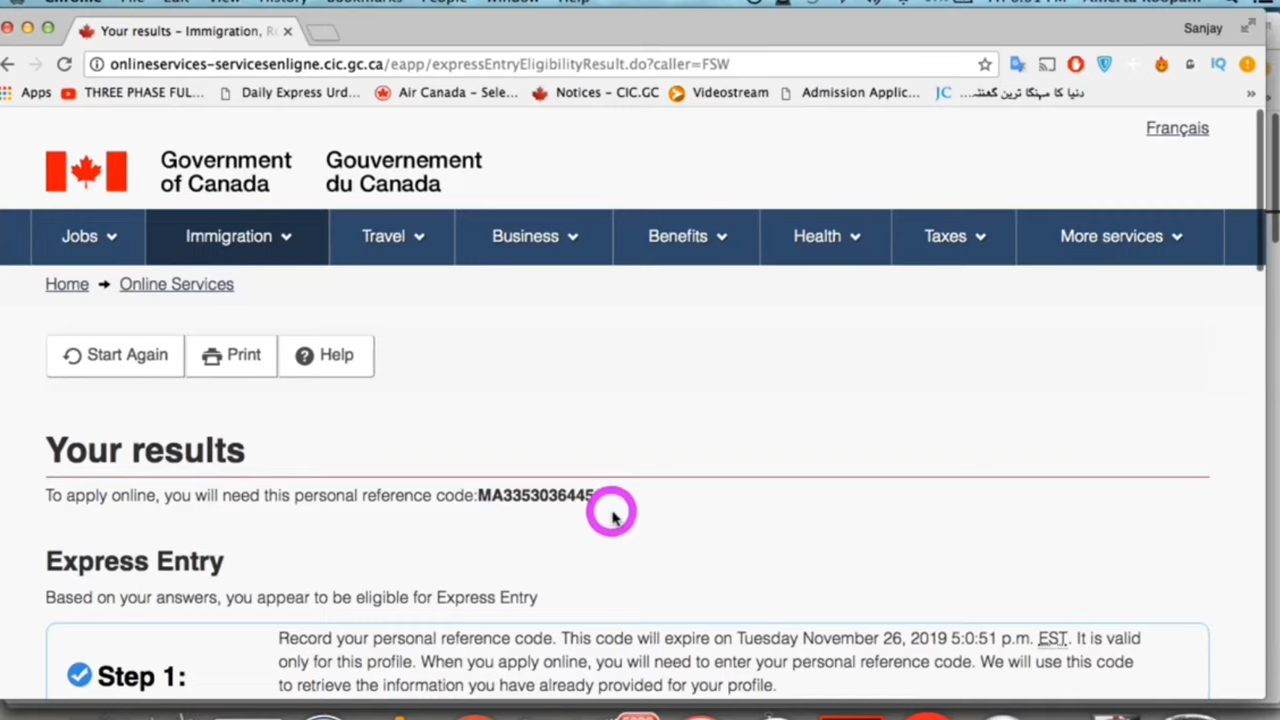 Your results – Immigration, R
Sanjay
onlineservices-servicesenligne.cic.gc.ca/eapp/expressEntryEligibilityResult.do?caller=FSW
Apps THREE PHASE FUL... Daily Express Urd... Air Canada – Sele... Notices – CIC.GC Videostream Admission Applic... JC دنیا کا مہنگا ترین گھنٹہ... »
Français
Government of Canada
Gouvernement du Canada
Jobs Immigration Travel Business Benefits Health Taxes More services
Home → Online Services
Start Again Print Help
Your results
To apply online, you will need this personal reference code:MA3353036445
Express Entry
Based on your answers, you appear to be eligible for Express Entry
Step 1:
Record your personal reference code. This code will expire on Tuesday November 26, 2019 5:0:51 p.m. EST. It is valid
only for this profile. When you apply online, you will need to enter your personal reference code. We will use this code
to retrieve the information you have already provided for your profile.